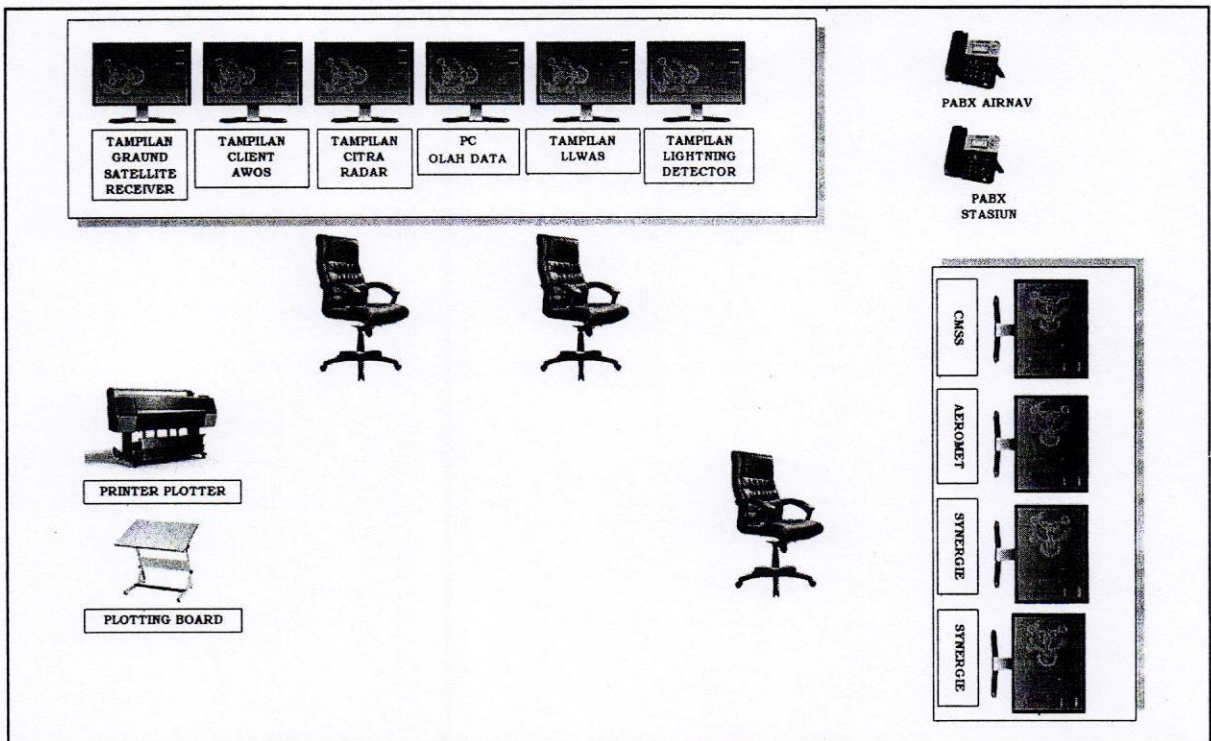 TAMPILAN
GRAUND
SATELLITE
RECEIVER
TAMPILAN
CLIENT
AWOS
TAMPILAN
CITRA
RADAR
PC
OLAH DATA
TAMPILAN
LLWAS
TAMPILAN
LIGHTNING
DETECTOR
PABX AIRNAV
PABX
STASIUN
CMSS
AEROMET
SYNERGIE
SYNERGIE
PRINTER PLOTTER
PLOTTING BOARD